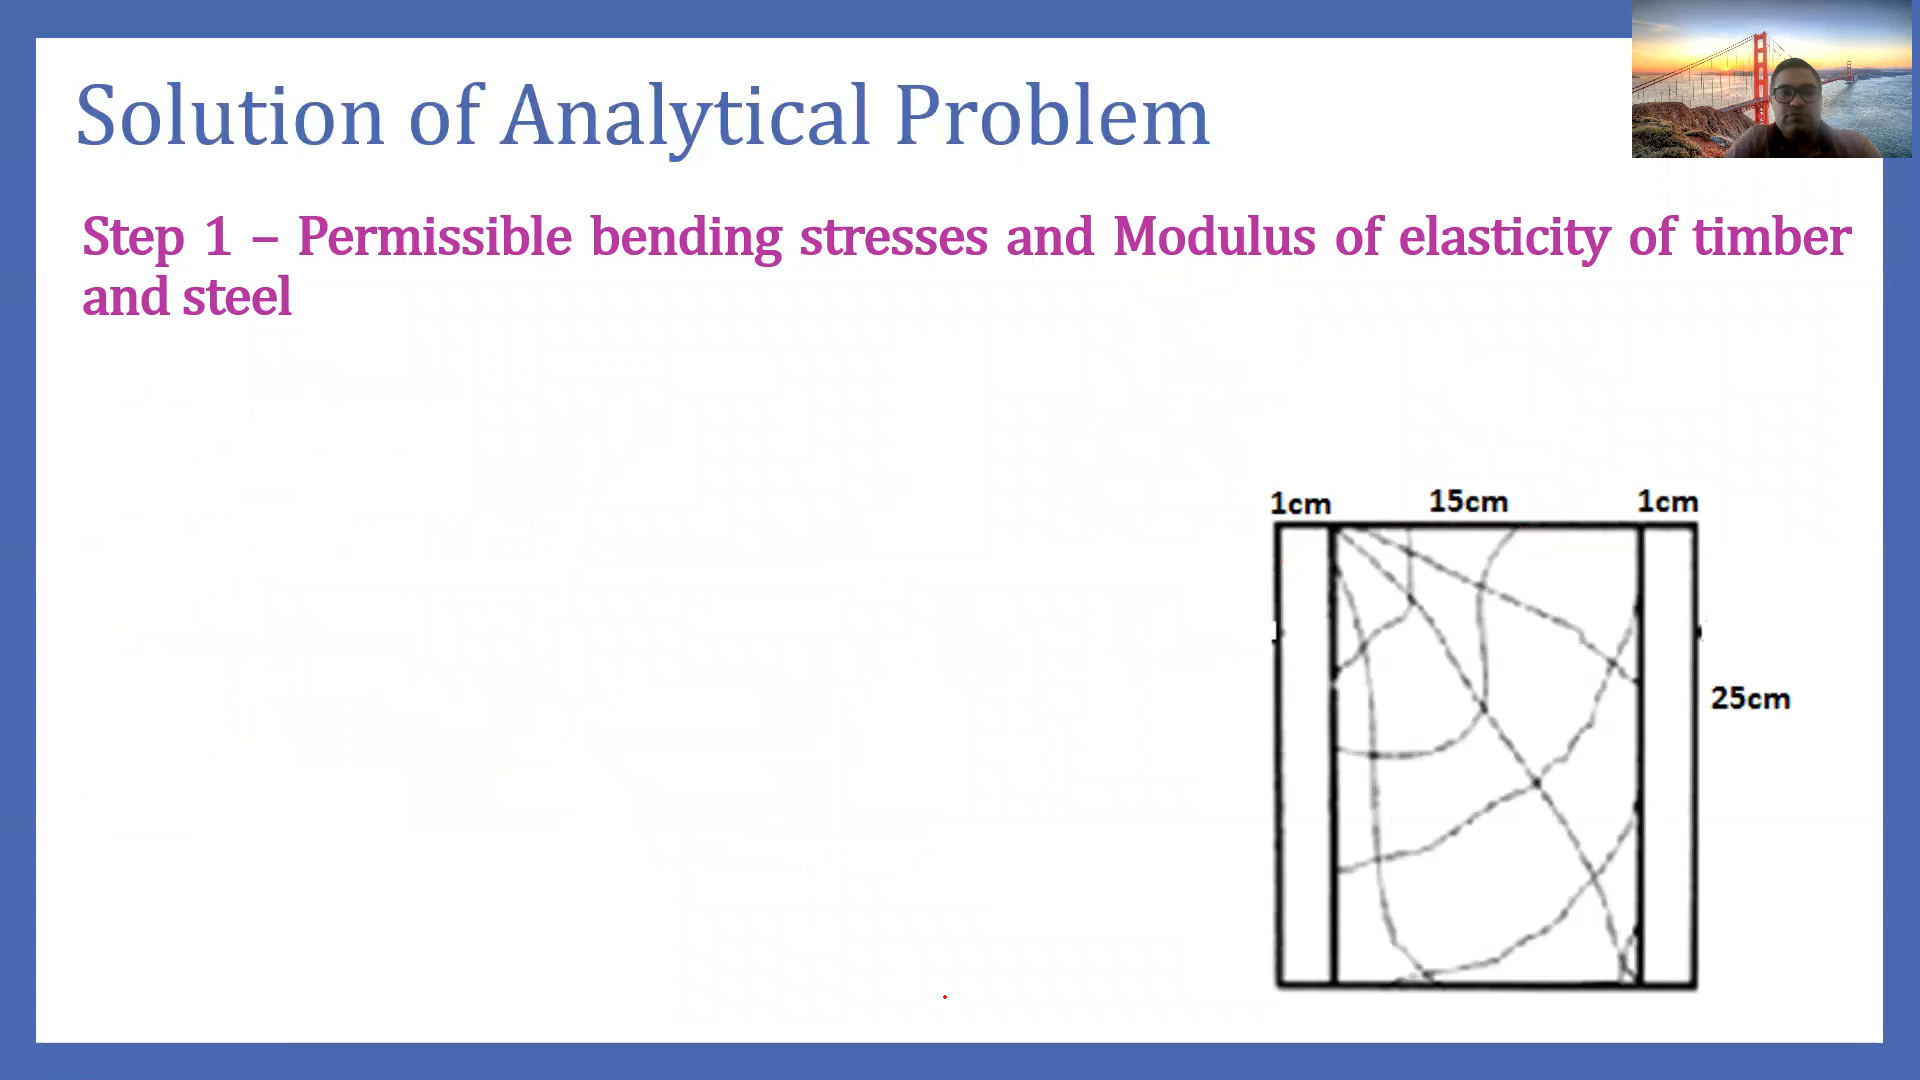 Solution of Analytical Problem
Step 1 – Permissible bending stresses and Modulus of elasticity of timber
and steel
1cm 15cm 1cm
25cm